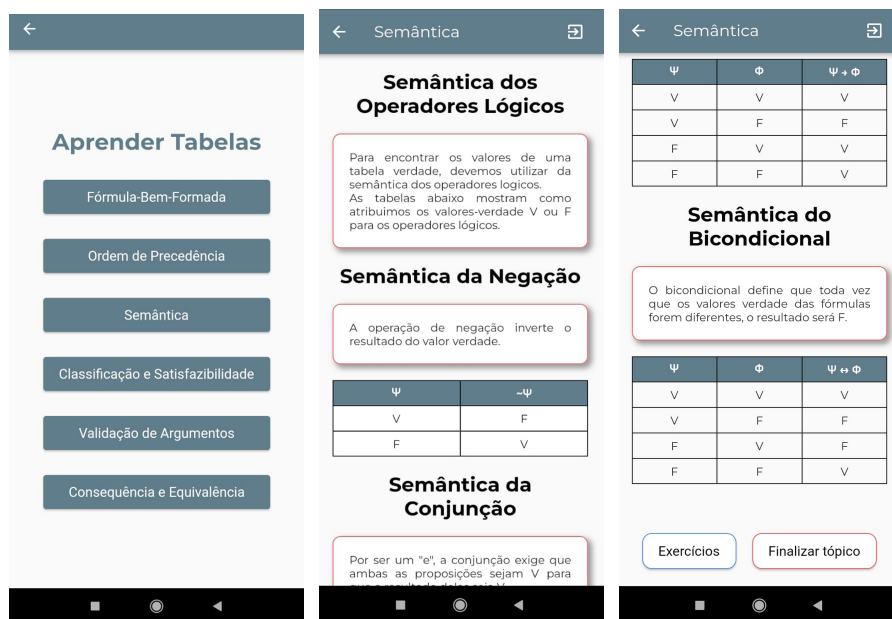 Aprender Tabelas
Fórmula-Bem-Formada
Ordem de Precedência
Semântica
Classificação e Satisfazibilidade
Validação de Argumentos
Consequência e Equivalência
Semântica
Semântica dos
Operadores Lógicos
Para encontrar os valores de uma
tabela verdade, devemos utilizar da
semântica dos operadores logicos.
As tabelas abaixo mostram como
atribuimos os valores-verdade V ou F
para os operadores lógicos.
Semântica da Negação
A operação de negação inverte o
resultado do valor verdade.
Ψ ~Ψ
V F
F V
Semântica da
Conjunção
Por ser um "e", a conjunção exige que
ambas as proposições sejam V para
Semântica
Ψ Φ Ψ → Φ
V V V
V F F
F V V
F F V
Semântica do
Bicondicional
O bicondicional define que toda vez
que os valores verdade das fórmulas
forem diferentes, o resultado será F.
Ψ Φ Ψ ↔ Φ
V V V
V F F
F V F
F F V
Exercícios Finalizar tópico